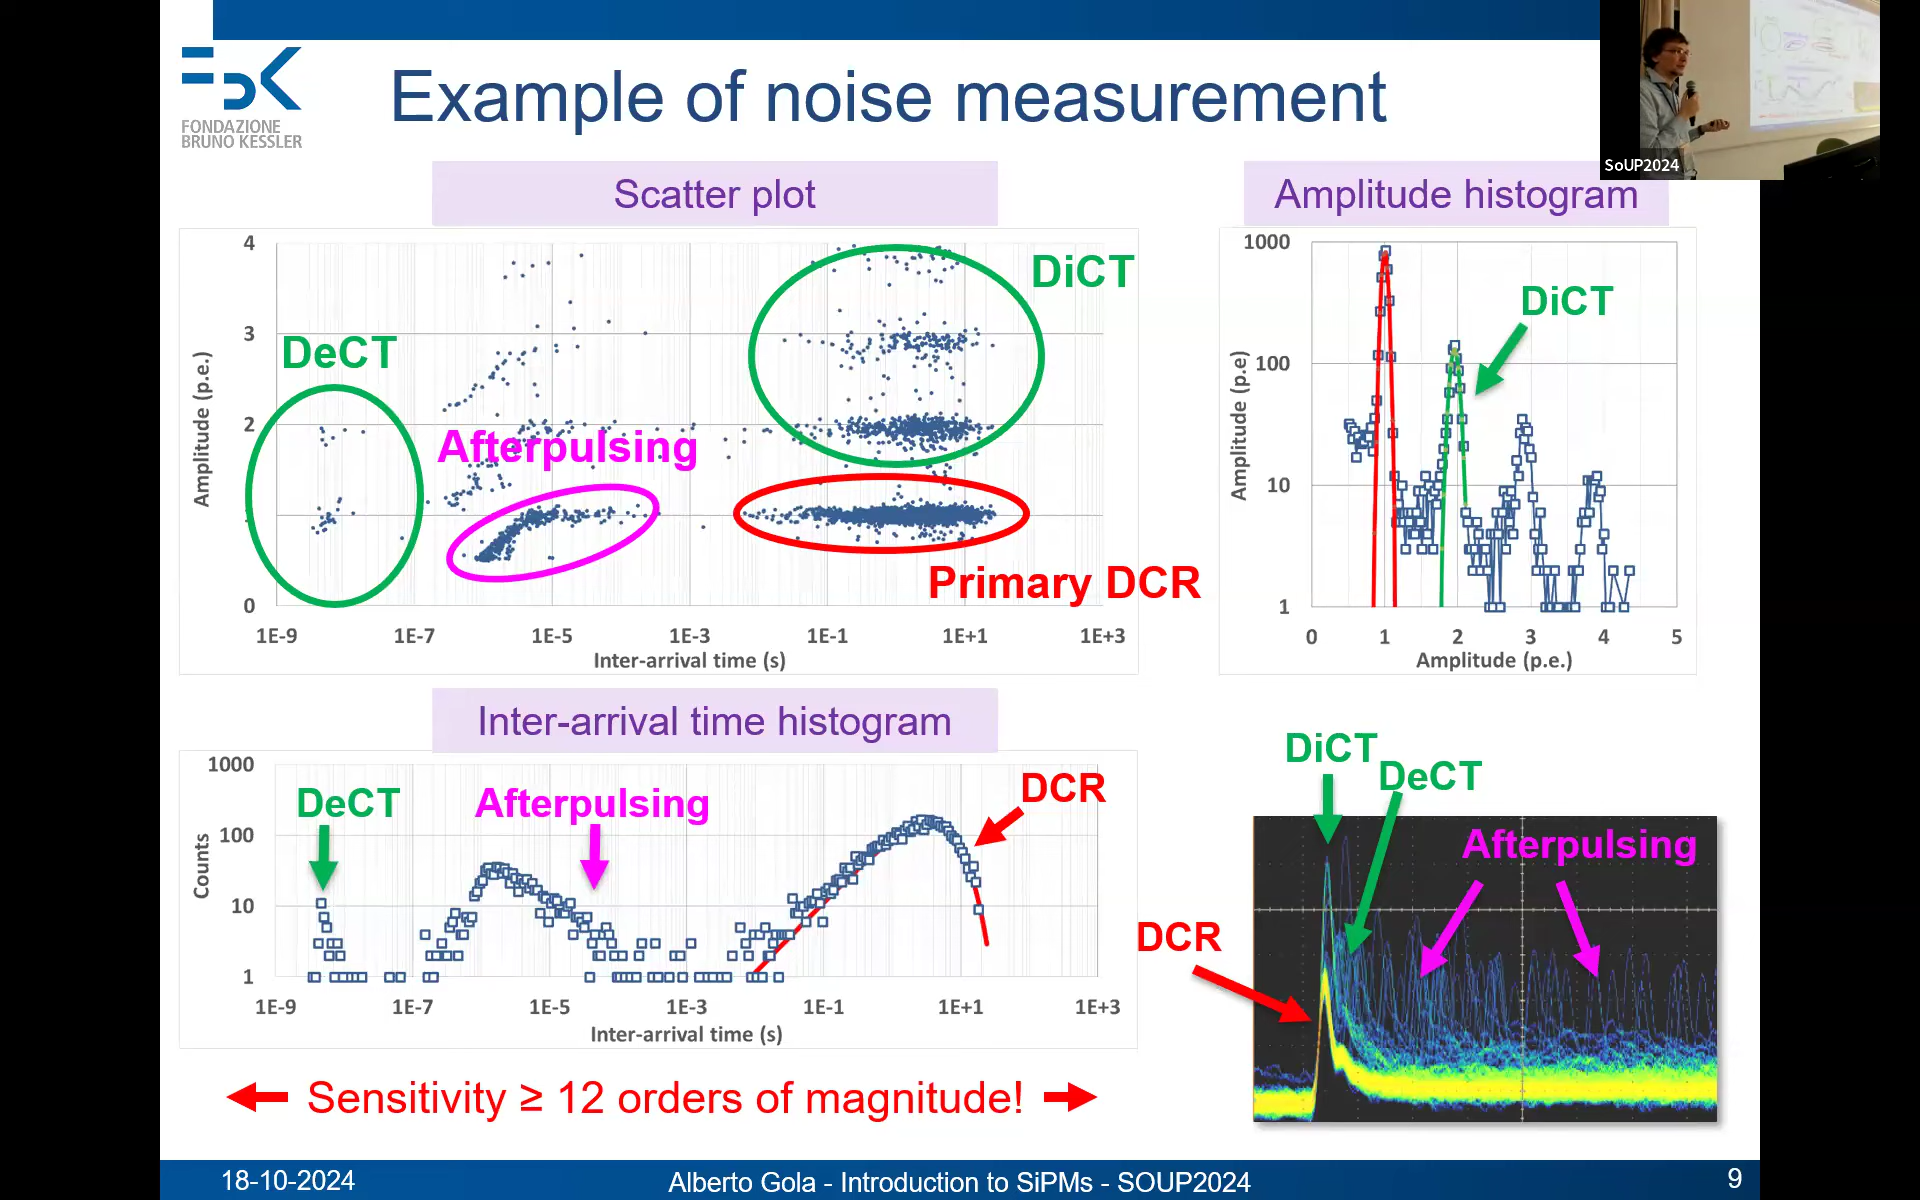 FBK
FONDAZIONE
BRUNO KESSLER
Example of noise measurement
SoUP2024
Scatter plot
Amplitude (p.e.)
4
3
2
0
DeCT
Afterpulsing
DiCT
Primary DCR
1E-9 1E-7 1E-5 1E-3 1E-1 1E+1 1E+3
Inter-arrival time (s)
Amplitude histogram
Amplitude (p.e)
1000
100
10
1
DiCT
0 1 2 3 4 5
Amplitude (p.e.)
Inter-arrival time histogram
Counts
1000
100
10
1
DeCT
Afterpulsing
DCR
1E-9 1E-7 1E-5 1E-3 1E-1 1E+1 1E+3
Inter-arrival time (s)
Sensitivity ≥ 12 orders of magnitude!
DiCT
DeCT
Afterpulsing
DCR
18-10-2024
Alberto Gola - Introduction to SiPMs - SOUP2024
9